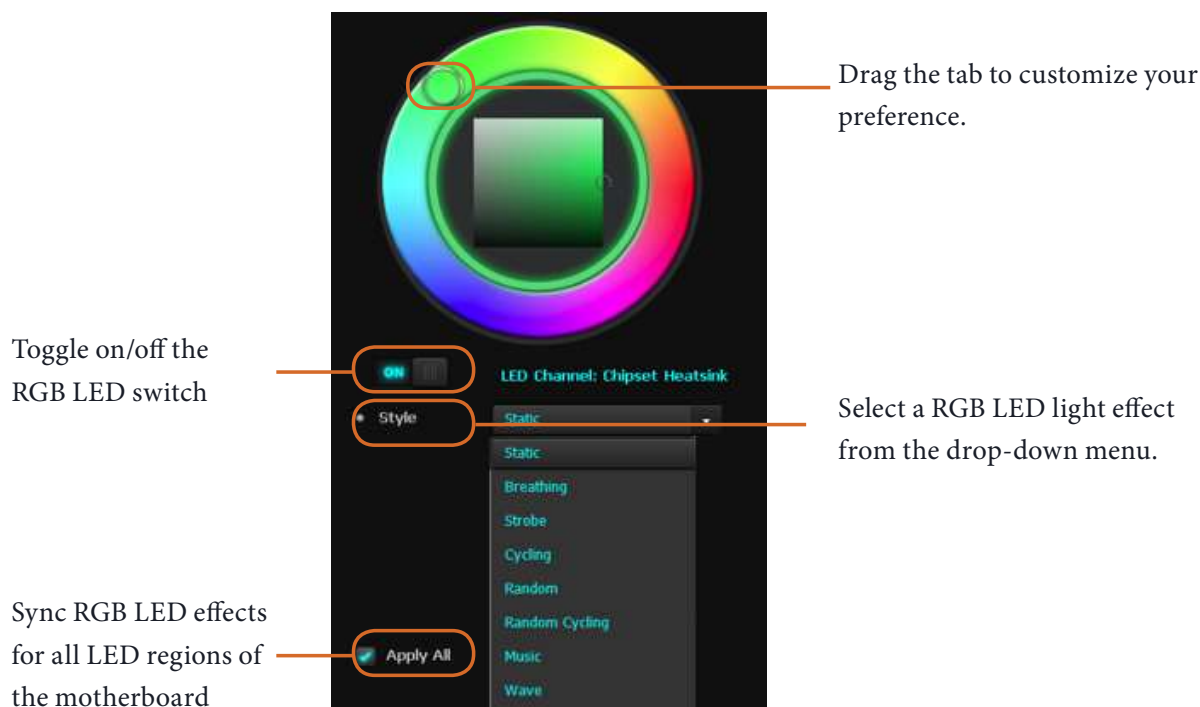 Drag the tab to customize your
preference.
Toggle on/off the
RGB LED switch
ON
LED Channel: Chipset Heatsink
Style
Static
Select a RGB LED light effect
from the drop-down menu.
Static
Breathing
Strobe
Cycling
Random
Random Cycling
Music
Wave
Sync RGB LED effects
for all LED regions of
the motherboard
Apply All